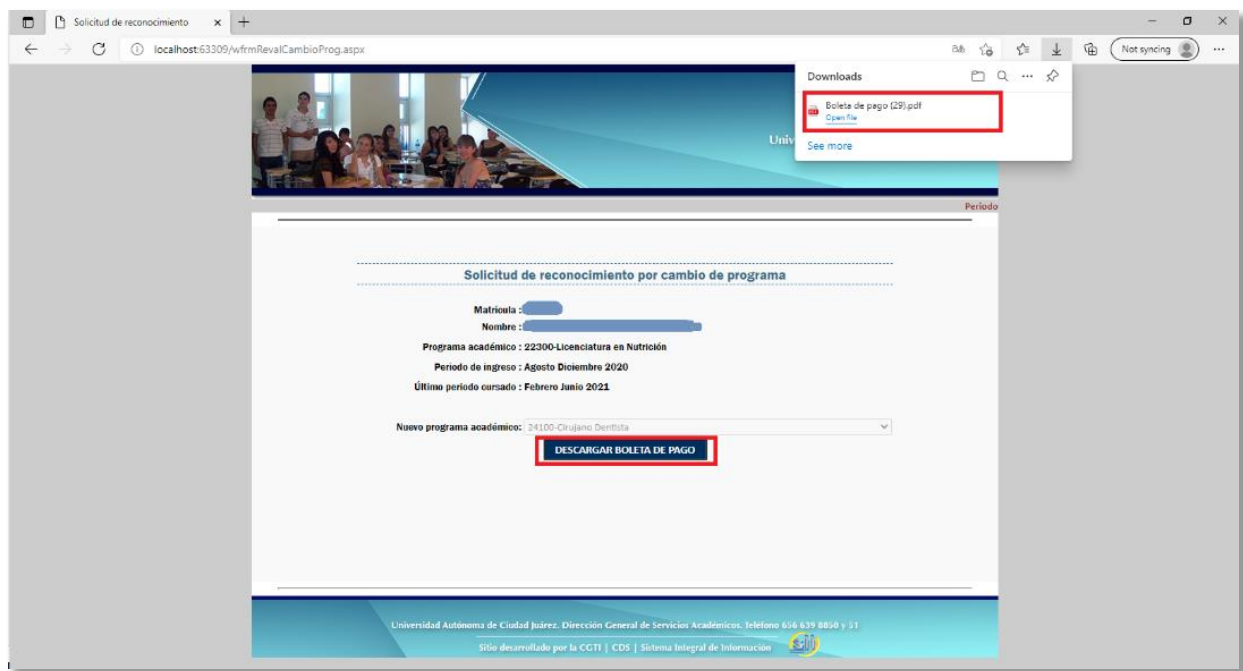 Solicitud de reconocimiento
localhost:63309/wfrmRevalCambioProg.aspx
Not syncing
Downloads
Boleta de pago (29).pdf
Open file
See more
Univ
Periodo
Solicitud de reconocimiento por cambio de programa
Matricula :
Nombre :
Programa académico : 22300-Licenciatura en Nutrición
Periodo de ingreso : Agosto Diciembre 2020
Último periodo cursado : Febrero Junio 2021
Nuevo programa académico: 24100-Cirujano Dentista
DESCARGAR BOLETA DE PAGO
Universidad Autónoma de Ciudad Juárez. Dirección General de Servicios Académicos. Teléfono 656 639 8850 y 51
Sitio desarrollado por la CGTI | CDS | Sistema Integral de Información